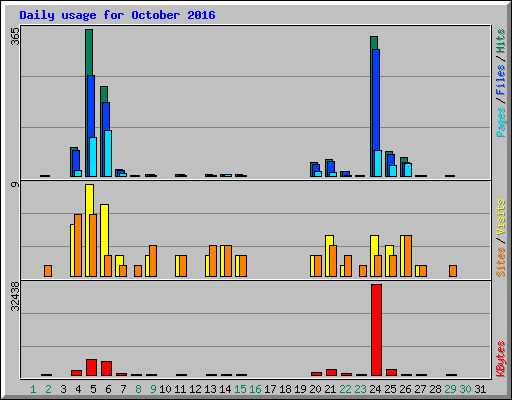 Daily usage for October 2016
365
Pages / Files / Hits
9
Sites / Visits
32438
KBytes
1 2 3 4 5 6 7 8 9 10 11 12 13 14 15 16 17 18 19 20 21 22 23 24 25 26 27 28 29 30 31